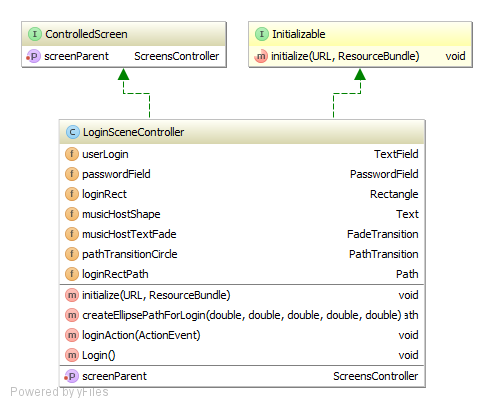 ControlledScreen
screenParent ScreensController
Initializable
initialize(URL, ResourceBundle) void
LoginSceneController
userLogin TextField
passwordField PasswordField
loginRect Rectangle
musicHostShape Text
musicHostTextFade FadeTransition
pathTransitionCircle PathTransition
loginRectPath Path
initialize(URL, ResourceBundle) void
createEllipsePathForLogin(double, double, double, double, double) :th
loginAction(ActionEvent) void
Login() void
screenParent ScreensController
Powered by yFiles